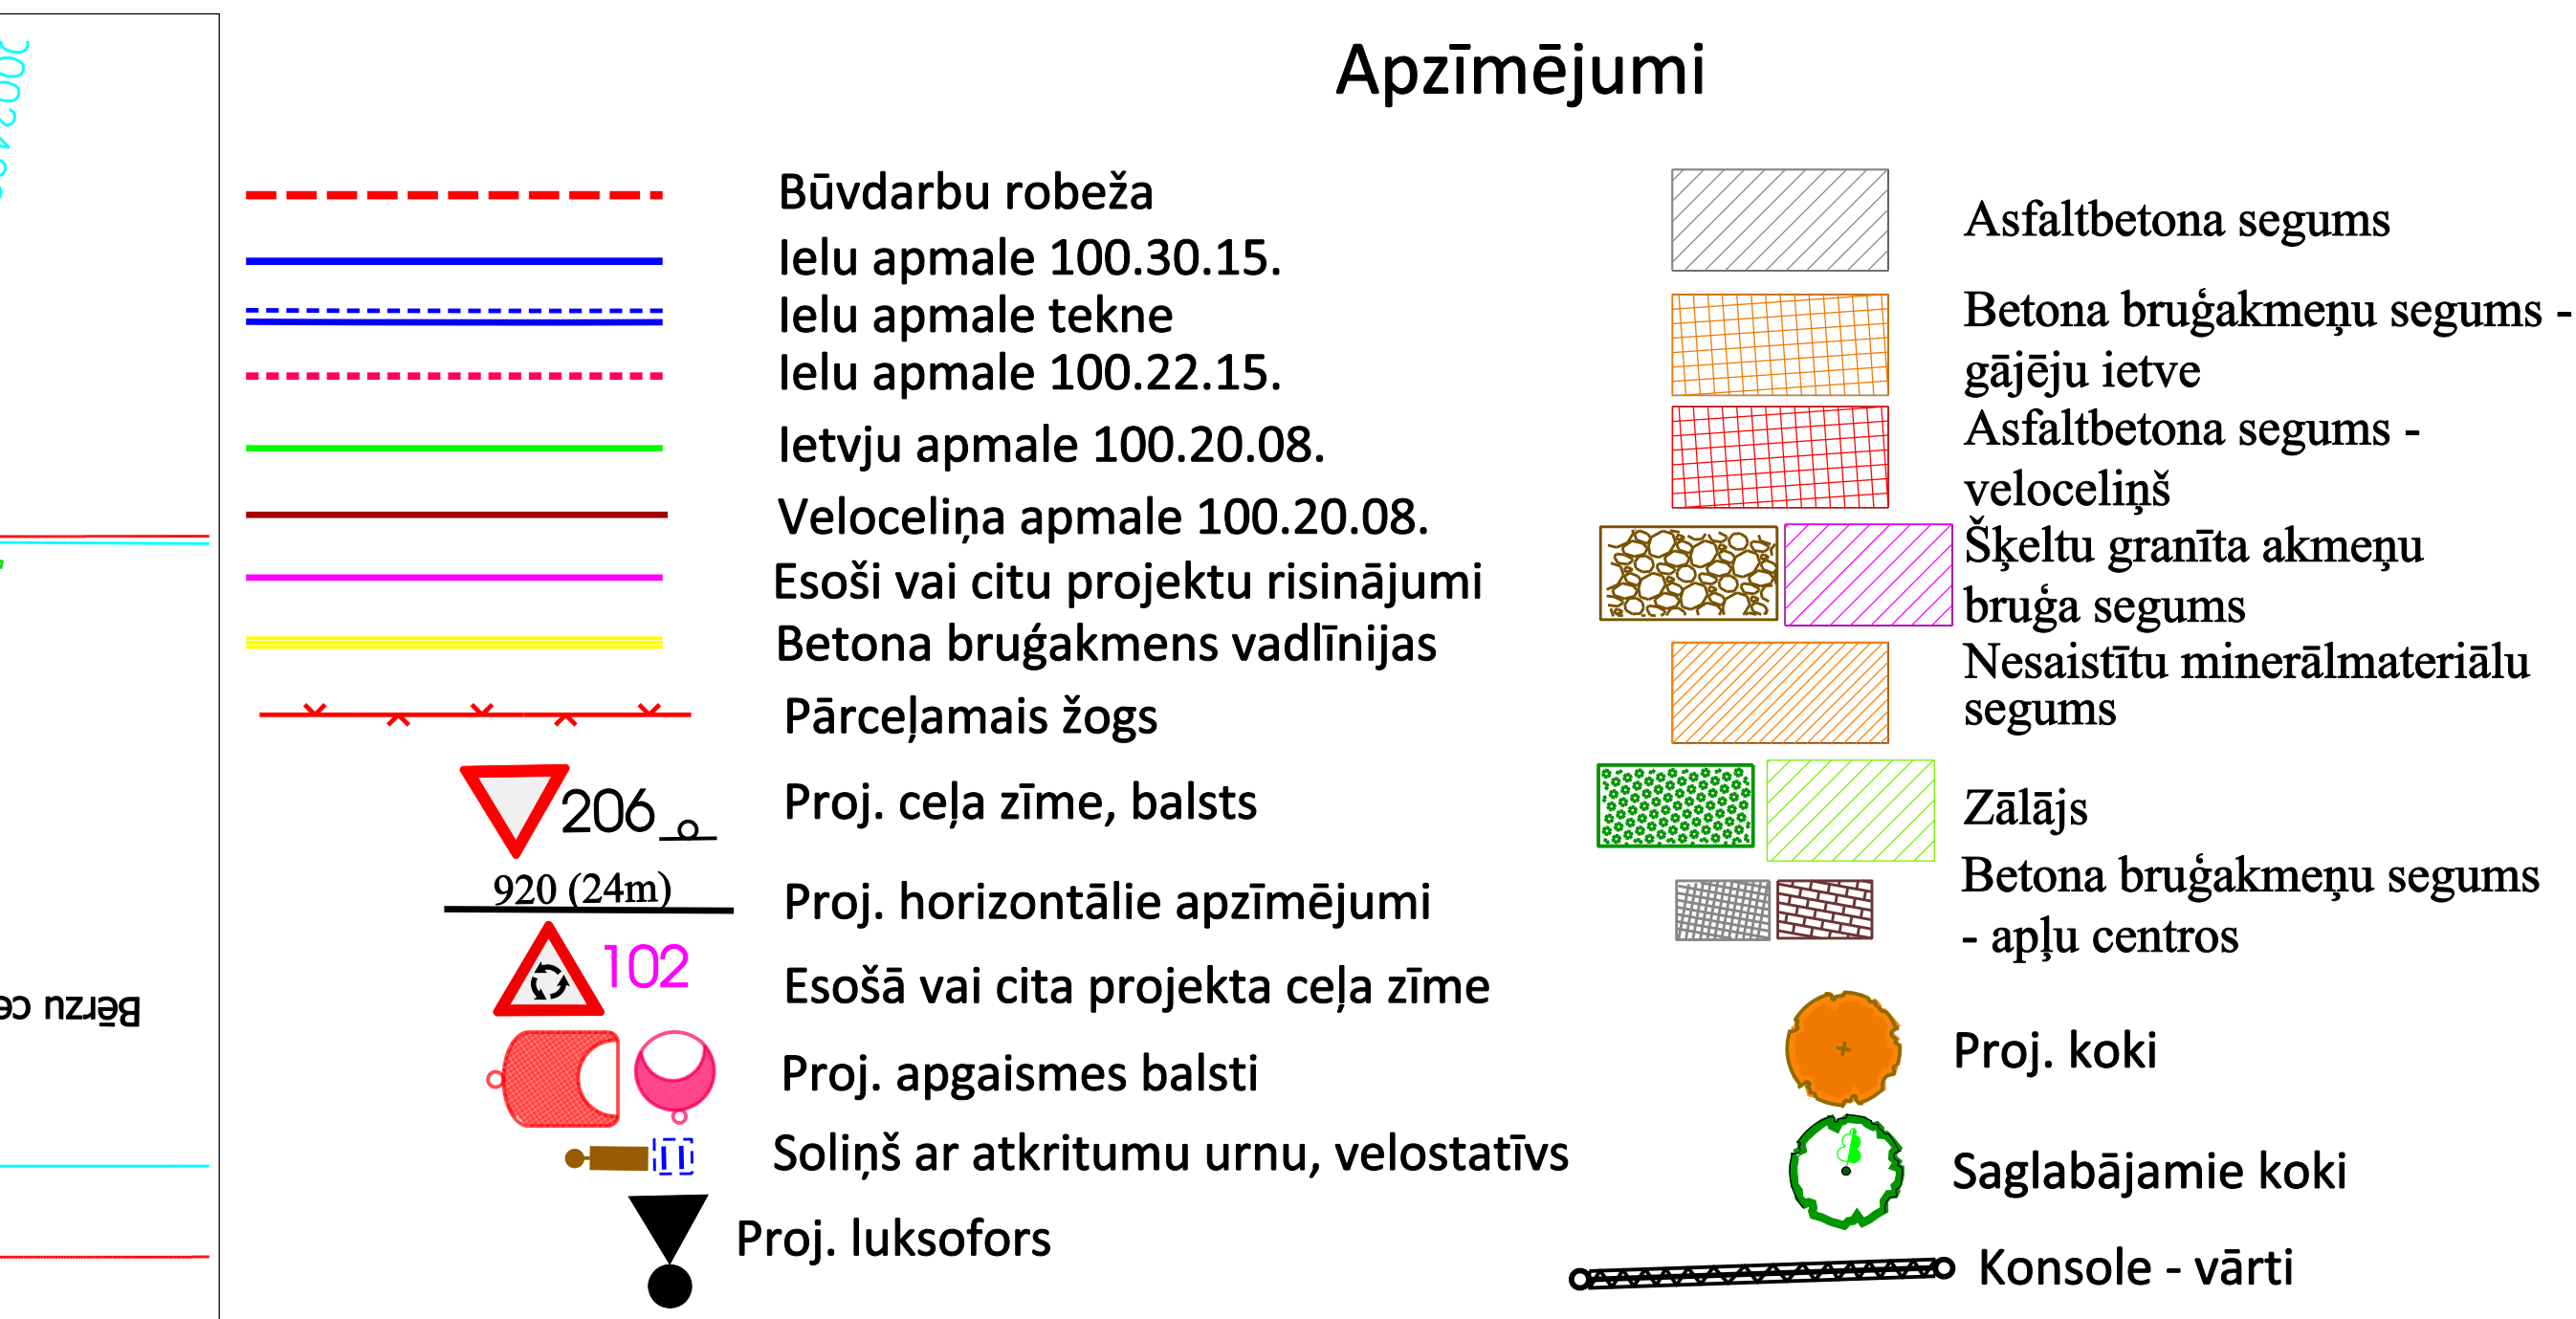 Apzīmējumi
Būvdarbu robeža
Ielu apmale 100.30.15.
Ielu apmale tekne
Ielu apmale 100.22.15.
Ietvju apmale 100.20.08.
Veloceliņa apmale 100.20.08.
Esoši vai citu projektu risinājumi
Betona bruģakmens vadlīnijas
Pārceļamais žogs
206
Proj. ceļa zīme, balsts
920 (24m)
Proj. horizontālie apzīmējumi
102
Esošā vai cita projekta ceļa zīme
Proj. apgaismes balsti
Soliņš ar atkritumu urnu, velostatīvs
Proj. luksofors
Asfaltbetona segums
Betona bruģakmeņu segums -
gājēju ietve
Asfaltbetona segums -
veloceliņš
Šķeltu granīta akmeņu
bruģa segums
Nesaistītu minerālmateriālu
segums
Zālājs
Betona bruģakmeņu segums
- apļu centros
Proj. koki
Saglabājamie koki
Konsole - vārti
Bērzu ce